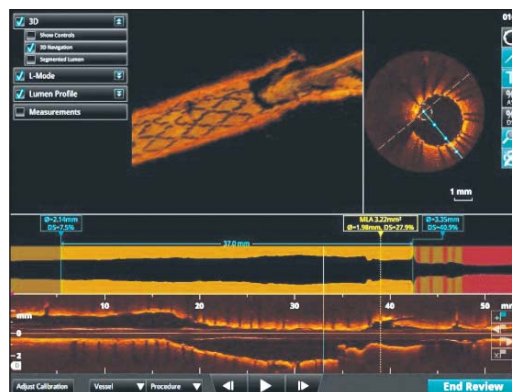 3D
Show Controls
3D Navigation
Segmented Lumen
L-Mode
Lumen Profile
Measurements
1 mm
Ø=2.14mm
DS=7.5%
MLA 3.22mm²
Ø=1.98mm, DS=27.9%
Ø=3.35mm
DS=40.9%
37.0 mm
mm
10
20
30
40
50
mm
0
2
Adjust Calibration
Vessel
Procedure
End Review